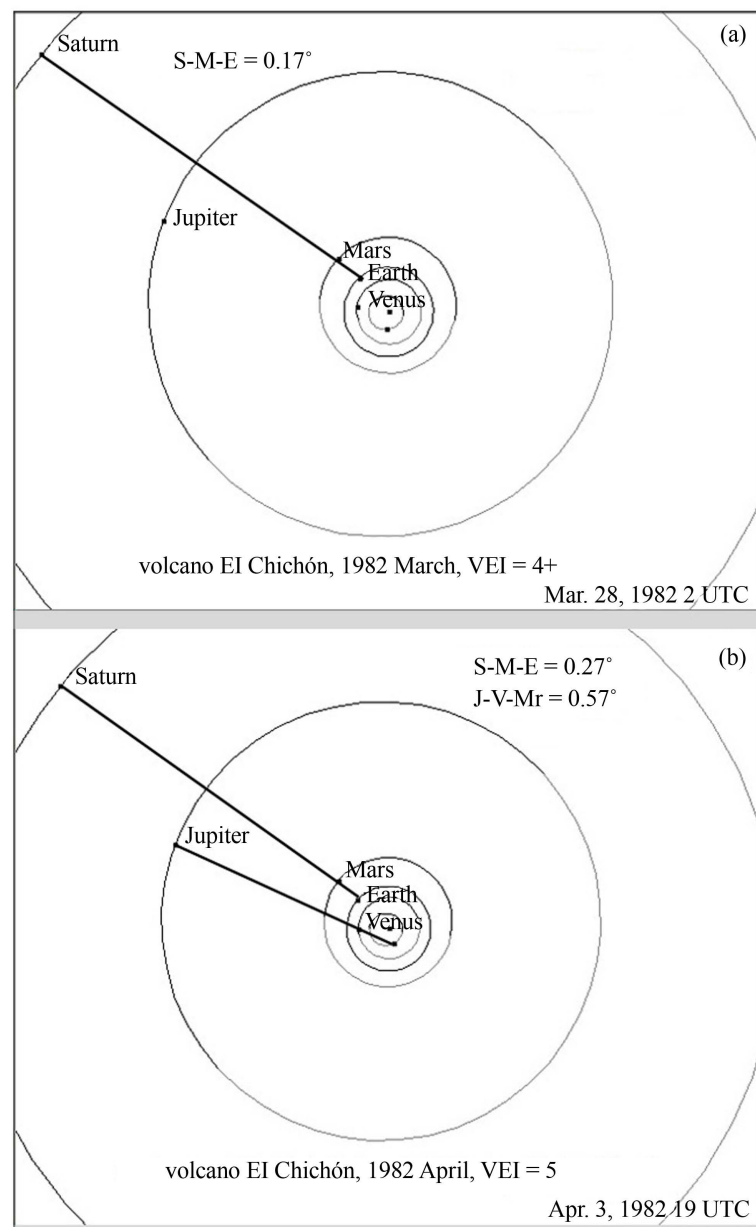 (a)
Saturn
S-M-E = 0.17°
Jupiter
Mars
Earth
Venus
volcano EI Chichón, 1982 March, VEI = 4+
Mar. 28, 1982 2 UTC
(b)
S-M-E = 0.27°
Saturn
J-V-Mr = 0.57°
Jupiter
Mars
Earth
Venus
volcano EI Chichón, 1982 April, VEI = 5
Apr. 3, 1982 19 UTC